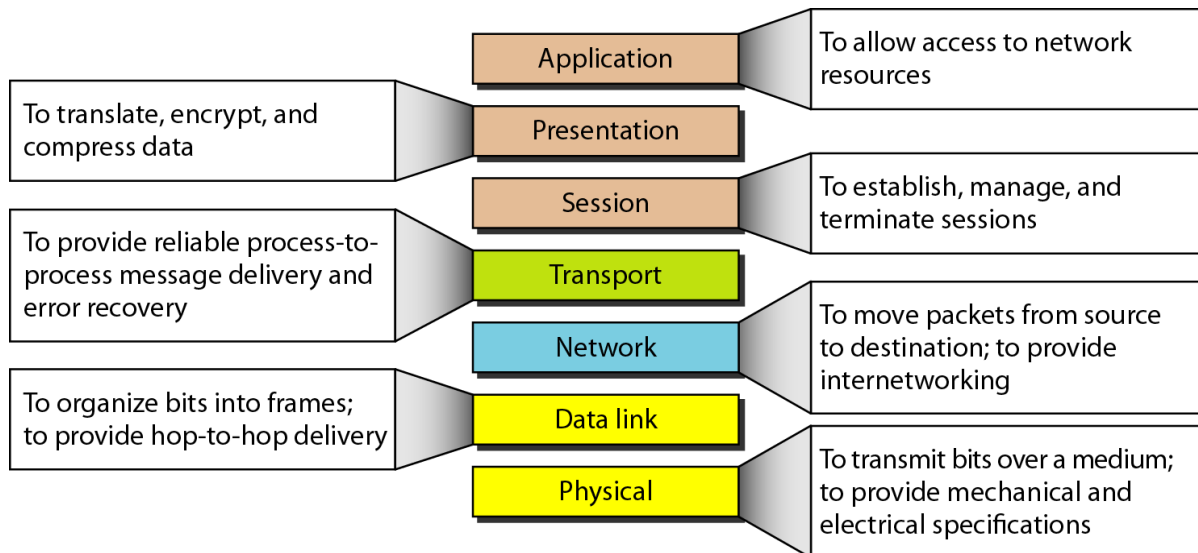 Application
To allow access to network
resources
To translate, encrypt, and
compress data
Presentation
Session
To establish, manage, and
terminate sessions
To provide reliable process-to-
process message delivery and
error recovery
Transport
Network
To move packets from source
to destination; to provide
internetworking
To organize bits into frames;
to provide hop-to-hop delivery
Data link
Physical
To transmit bits over a medium;
to provide mechanical and
electrical specifications